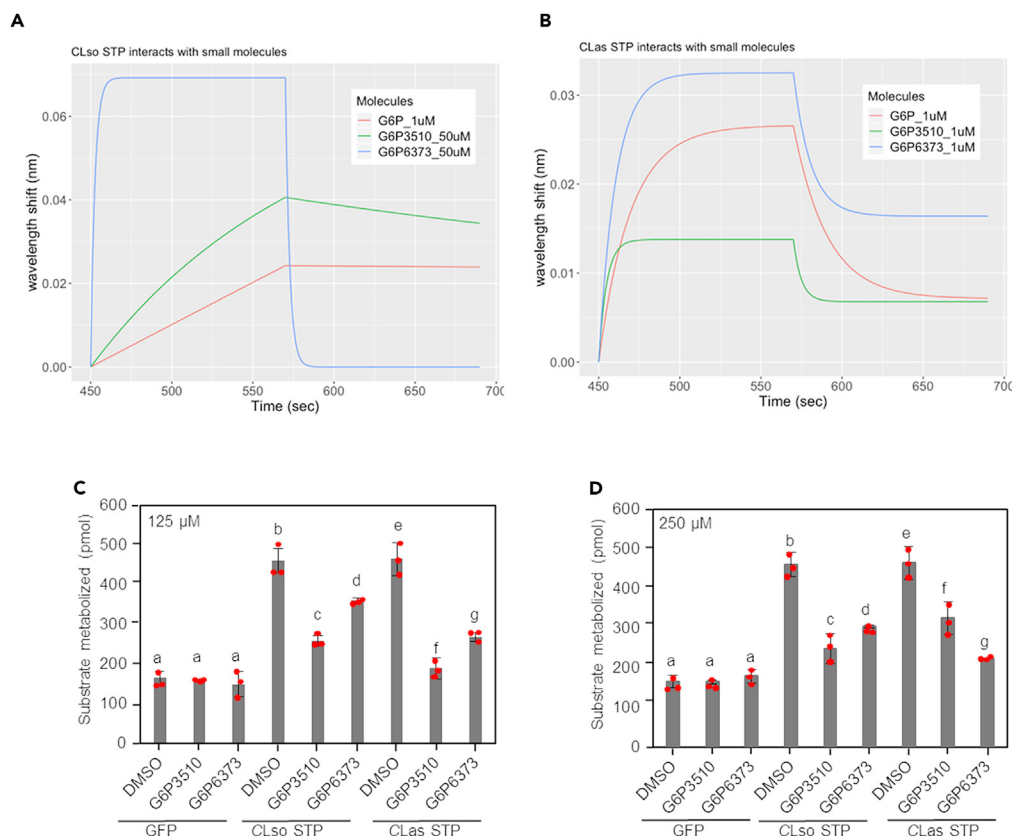 A
CLso STP interacts with small molecules
wavelength shift (nm)
0.06
0.04
0.02
0.00
Molecules
G6P_1uM
G6P3510_50uM
G6P6373_50uM
450
500
550
600
650
700
Time (sec)
B
CLas STP interacts with small molecules
wavelength shift (nm)
0.03
0.02
0.01
0.00
Molecules
G6P_1uM
G6P3510_1uM
G6P6373_1uM
450
500
550
600
650
700
Time (sec)
C
Substrate metabolized (pmol)
600
500
400
300
200
100
0
125 µM
a
a
a
b
c
d
e
f
g
DMSO
G6P3510
G6P6373
DMSO
G6P3510
G6P6373
DMSO
G6P3510
G6P6373
GFP
CLso STP
CLas STP
D
Substrate metabolized (pmol)
600
500
400
300
200
100
0
250 µM
a
a
a
b
c
d
e
f
g
DMSO
G6P3510
G6P6373
DMSO
G6P3510
G6P6373
DMSO
G6P3510
G6P6373
GFP
CLso STP
CLas STP